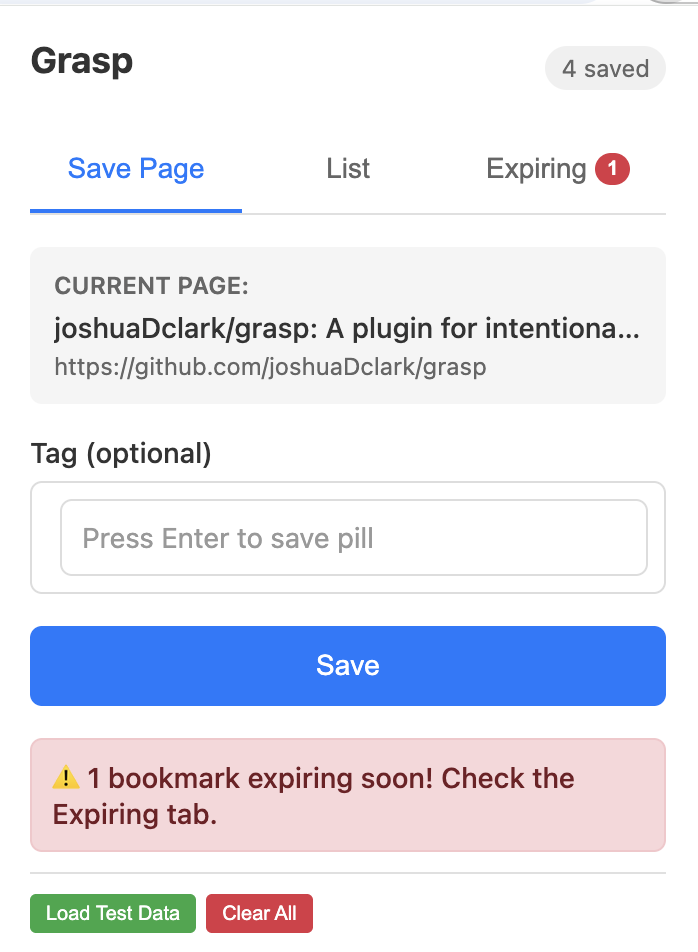 Grasp
4 saved
Save Page
List
Expiring 1
CURRENT PAGE:
joshuaDclark/grasp: A plugin for intentiona...
https://github.com/joshuaDclark/grasp
Tag (optional)
Press Enter to save pill
Save
⚠️ 1 bookmark expiring soon! Check the
Expiring tab.
Load Test Data
Clear All